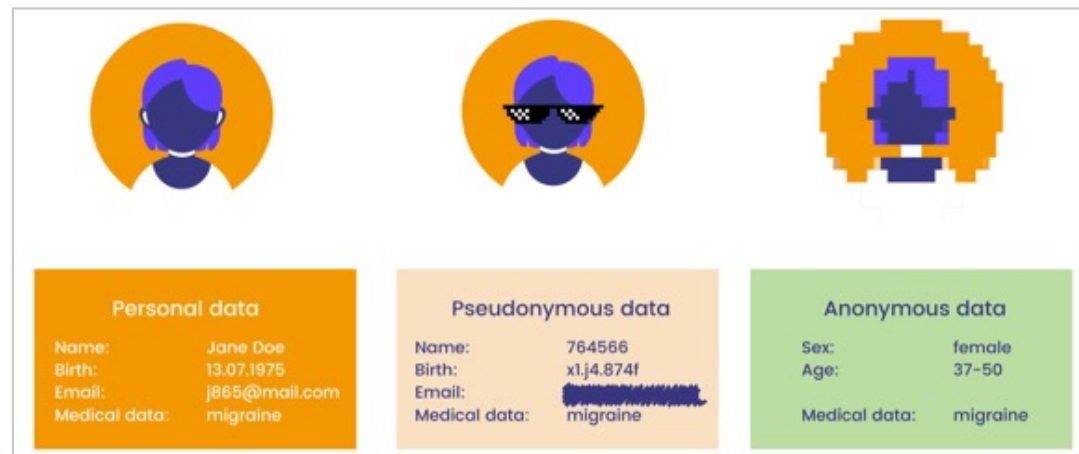 Personal data
Name: Jane Doe
Birth: 13.07.1975
Email: j865@mail.com
Medical data: migraine
Pseudonymous data
Name: 764566
Birth: x1.j4.874f
Email:
Medical data: migraine
Anonymous data
Sex: female
Age: 37-50
Medical data: migraine